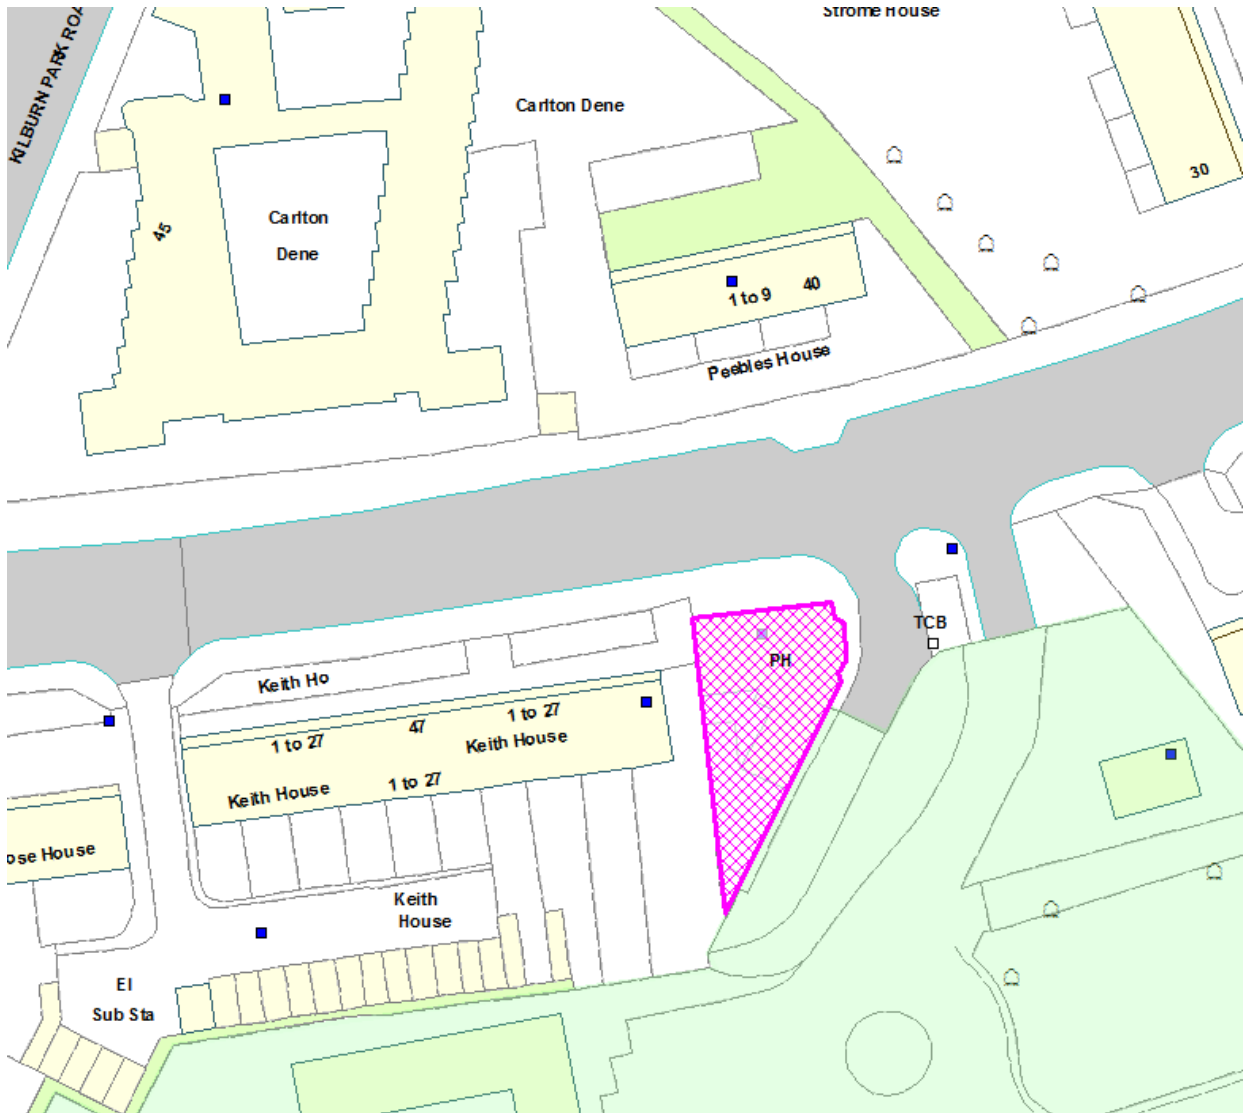 Strome House
KILBURN PARK ROA
Carlton Dene
30
45
Carlton
Dene
1 to 9
40
Peebles House
TCB
PH
Keith Ho
1 to 27
47
1 to 27
Keith House
Keith House
1 to 27
ose House
Keith
House
El
Sub Sta